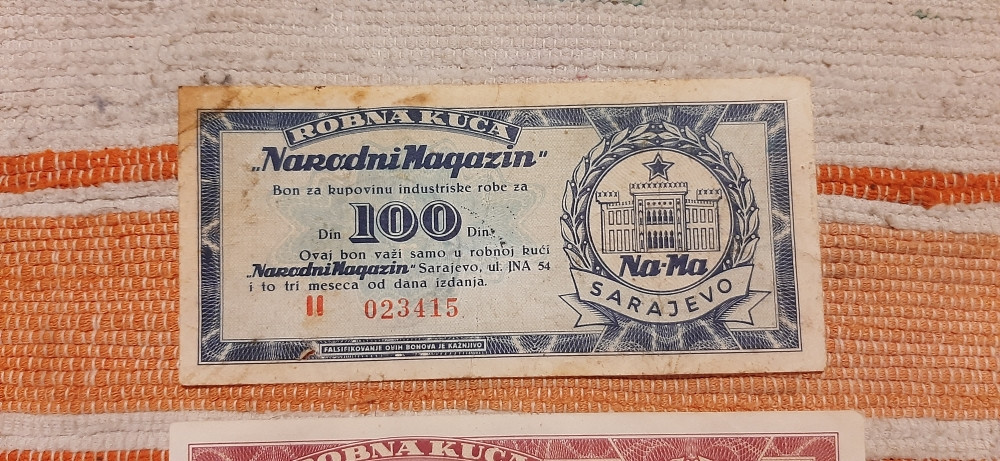 ROBNA KUĆA
„Narodni Magazin"
Bon za kupovinu industriske robe za
Din 100 Din
Ovaj bon važi samo u robnoj kući
„Narodni Magazin" Sarajevo, ul. JNA 54
i to tri meseca od dana izdanja.
II 023415
FALSIFIKOVANJE OVIH BONOVA JE KAŽNJIVO
Na-Ma
SARAJEVO
ROBNA KUĆA